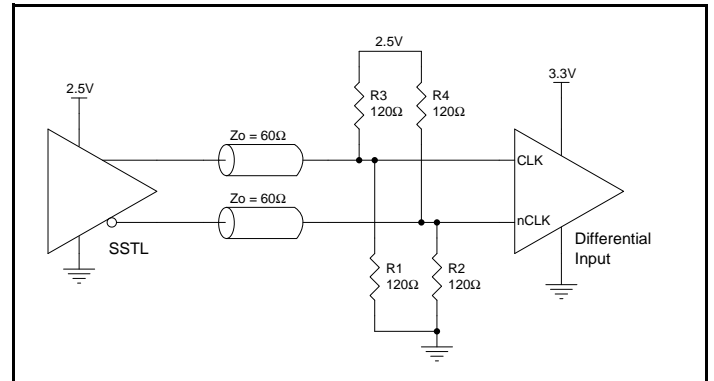 2.5V
3.3V
2.5V
R3
120Ω
R4
120Ω
Zo = 60Ω
CLK
Zo = 60Ω
nCLK
SSTL
Differential
Input
R1
120Ω
R2
120Ω